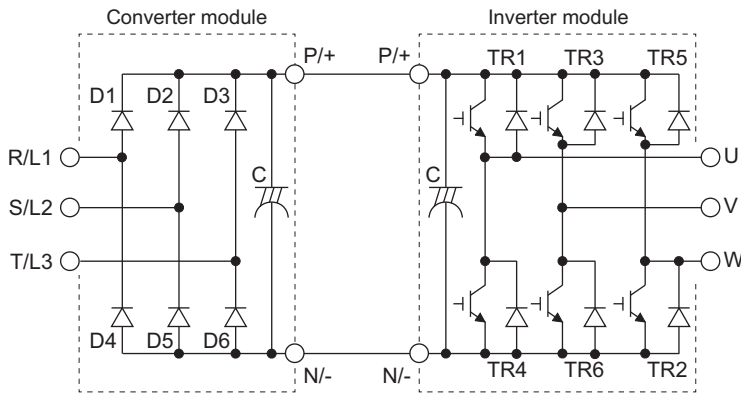 Converter module
Inverter module
P/+
P/+
TR1
TR3
TR5
D1
D2
D3
R/L1
U
C
C
S/L2
V
T/L3
W
D4
D5
D6
TR4
TR6
TR2
N/-
N/-